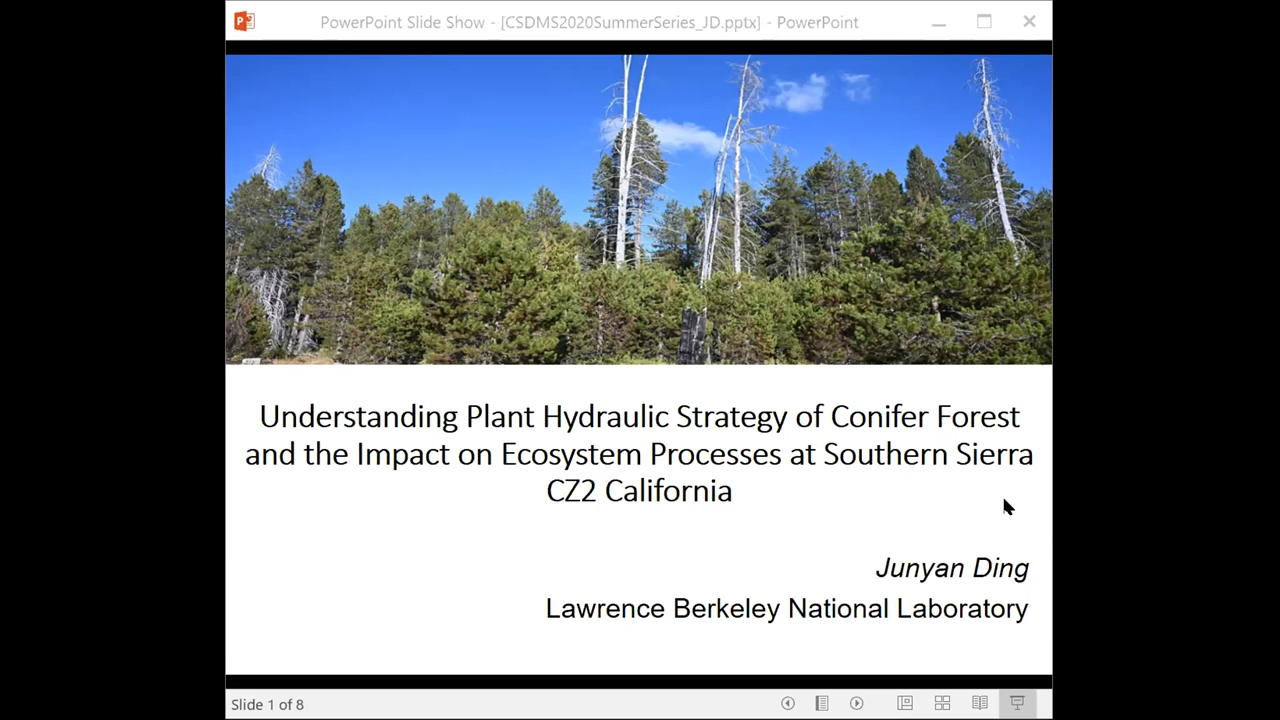 PowerPoint Slide Show - [CSDMS2020SummerSeries_JD.pptx] - PowerPoint
Understanding Plant Hydraulic Strategy of Conifer Forest
and the Impact on Ecosystem Processes at Southern Sierra
CZ2 California
Junyan Ding
Lawrence Berkeley National Laboratory
Slide 1 of 8